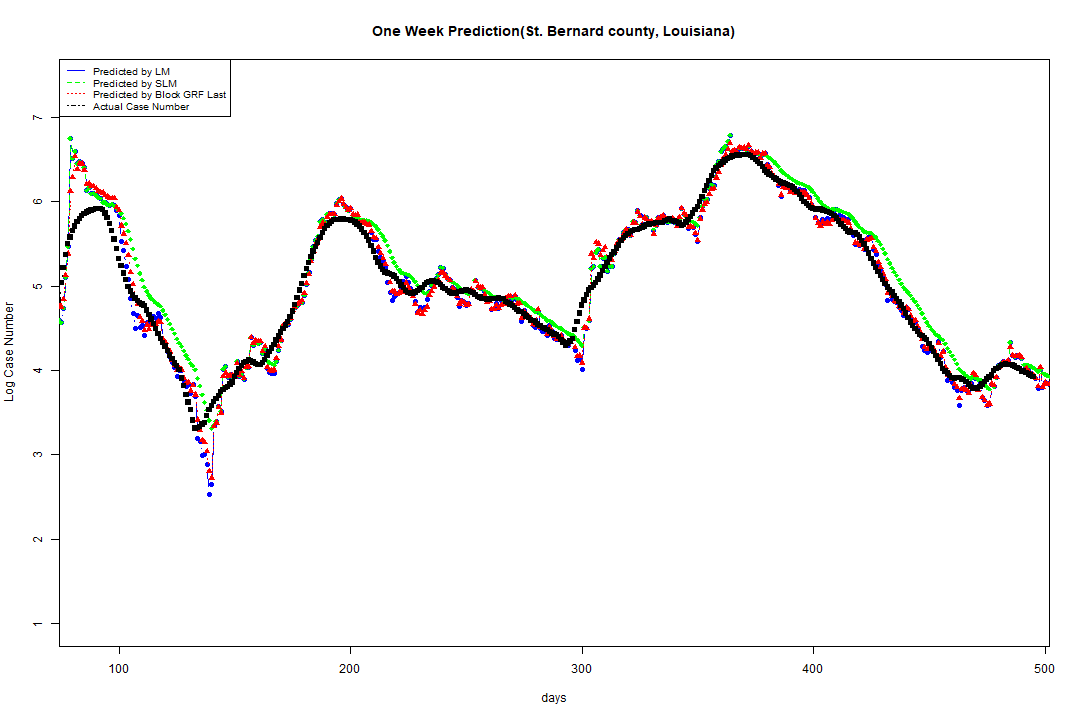 One Week Prediction(St. Bernard county, Louisiana)
Predicted by LM
Predicted by SLM
Predicted by Block GRF Last
Actual Case Number
7
6
5
4
3
2
1
Log Case Number
100 200 300 400 500
days